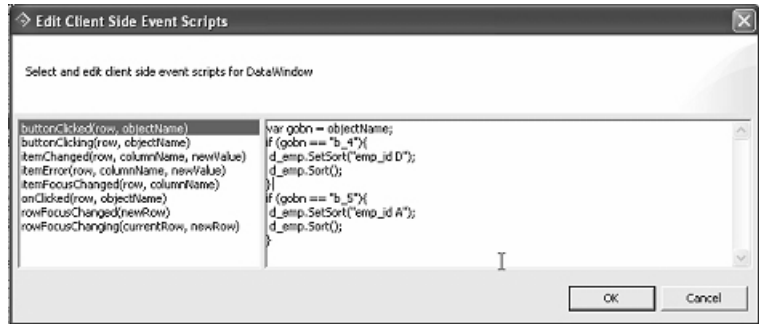 Edit Client Side Event Scripts
Select and edit client side event scripts for DataWindow
buttonClicked(row, objectName)
buttonClicking(row, objectName)
itemChanged(row, columnName, newValue)
itemError(row, columnName, newValue)
itemFocusChanged(row, columnName)
onClicked(row, objectName)
rowFocusChanged(newRow)
rowFocusChanging(currentRow, newRow)
var gobn = objectName;
if (gobn == "b_4"){
d_emp.SetSort("emp_id D");
d_emp.Sort();
}
if (gobn == "b_5"){
d_emp.SetSort("emp_id A");
d_emp.Sort();
}
OK
Cancel